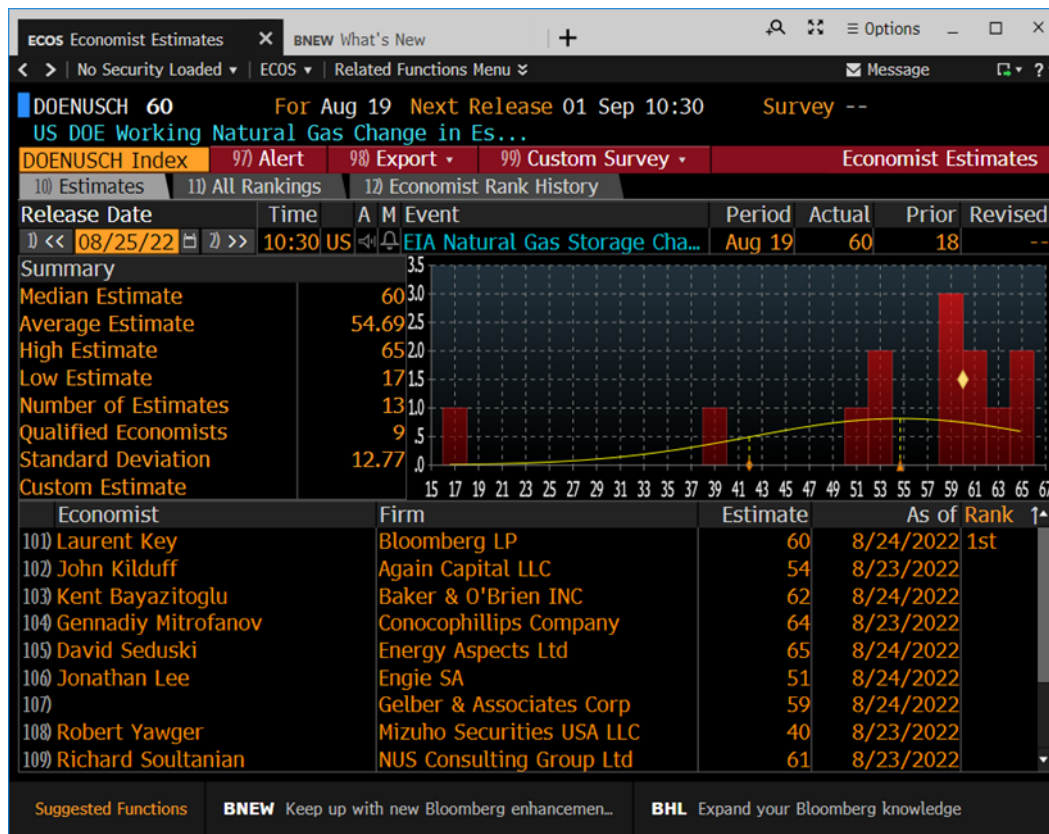 ECOS Economist Estimates × BNEW What's New + Options
< > No Security Loaded ▾ ECOS ▾ Related Functions Menu Message ?
DOENUSCH 60 For Aug 19 Next Release 01 Sep 10:30 Survey --
US DOE Working Natural Gas Change in Es...
DOENUSCH Index 97) Alert 98) Export ▾ 99) Custom Survey ▾ Economist Estimates
10) Estimates 11) All Rankings 12) Economist Rank History
Release Date Time A M Event Period Actual Prior Revised
1) << 08/25/22 2) >> 10:30 US EIA Natural Gas Storage Cha... Aug 19 60 18 --
Summary
Median Estimate 60
Average Estimate 54.69
High Estimate 65
Low Estimate 17
Number of Estimates 13
Qualified Economists 9
Standard Deviation 12.77
Custom Estimate
3.5
3.0
2.5
2.0
1.5
1.0
.5
.0
15 17 19 21 23 25 27 29 31 33 35 37 39 41 43 45 47 49 51 53 55 57 59 61 63 65 67
Economist Firm Estimate As of Rank ↑
101) Laurent Key Bloomberg LP 60 8/24/2022 1st
102) John Kilduff Again Capital LLC 54 8/23/2022
103) Kent Bayazitoglu Baker & O'Brien INC 62 8/24/2022
104) Gennadiy Mitrofanov Conocophillips Company 64 8/23/2022
105) David Seduski Energy Aspects Ltd 65 8/24/2022
106) Jonathan Lee Engie SA 51 8/24/2022
107) Gelber & Associates Corp 59 8/24/2022
108) Robert Yawger Mizuho Securities USA LLC 40 8/23/2022
109) Richard Soultanian NUS Consulting Group Ltd 61 8/23/2022
Suggested Functions BNEW Keep up with new Bloomberg enhancemen... BHL Expand your Bloomberg knowledge